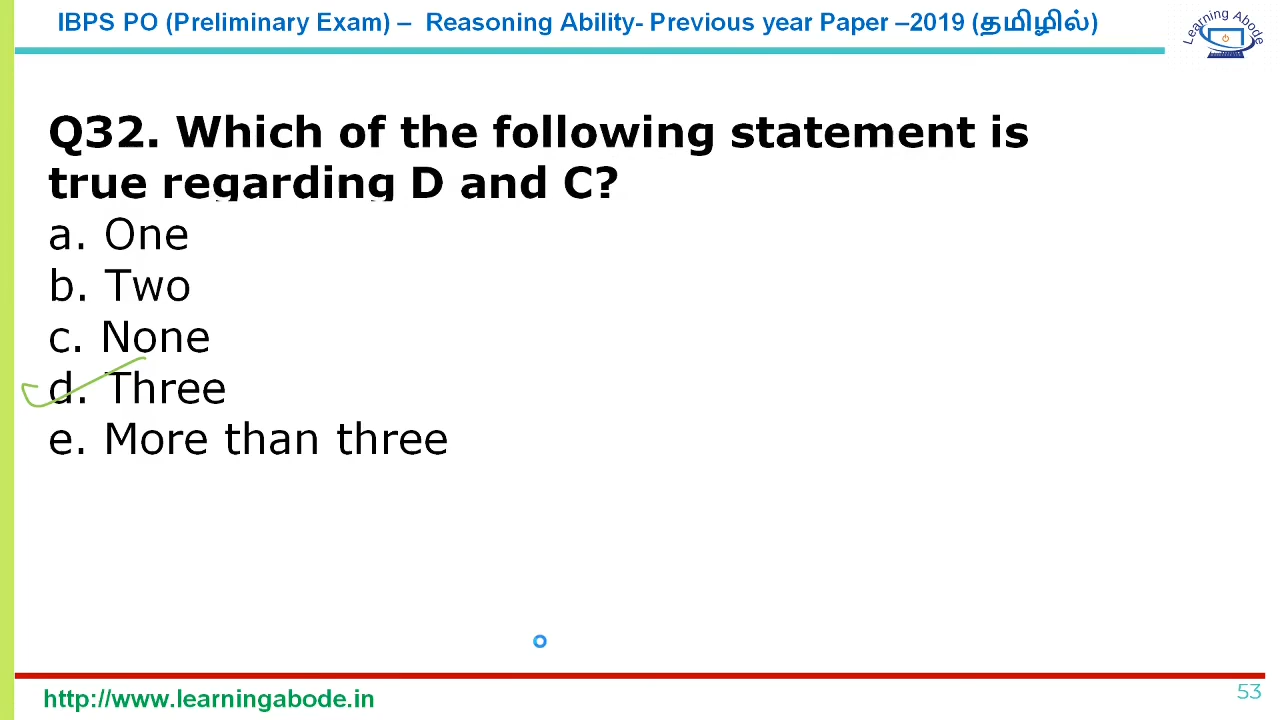 IBPS PO (Preliminary Exam) – Reasoning Ability- Previous year Paper –2019 (தமிழில்)
Learning Abode
Q32. Which of the following statement is
true regarding D and C?
a. One
b. Two
c. None
d. Three
e. More than three
http://www.learningabode.in
53